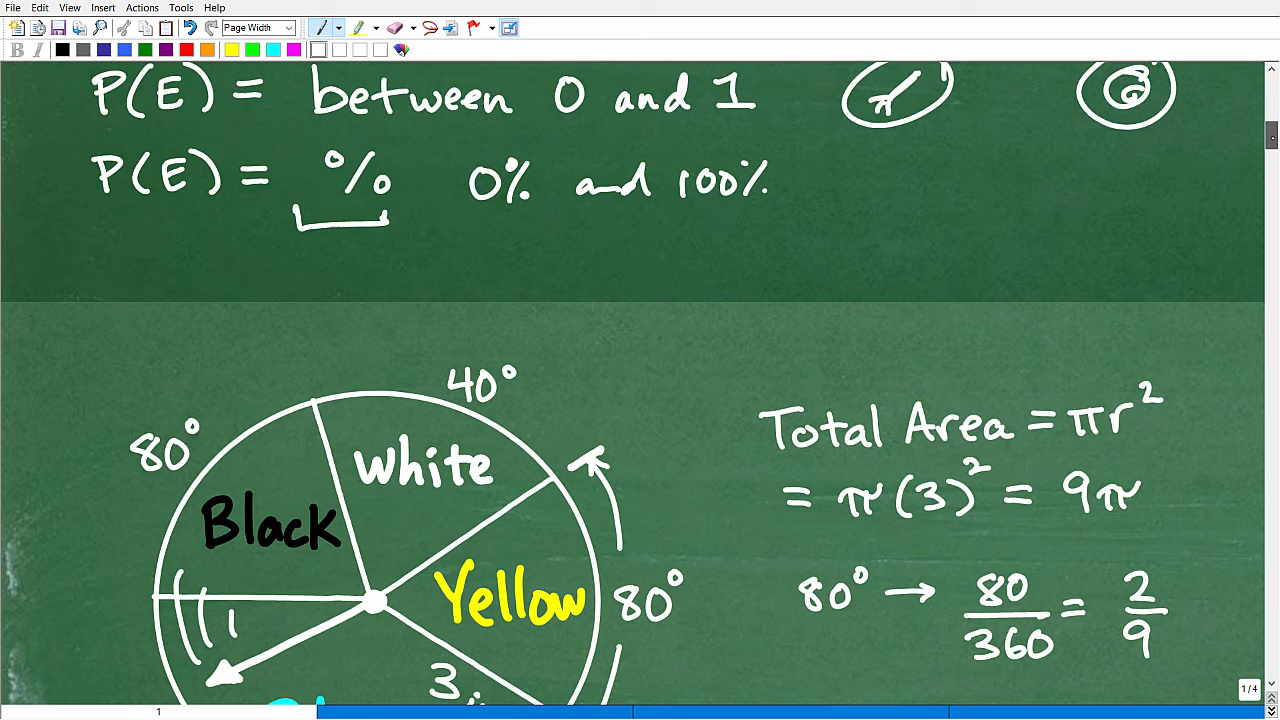 File Edit View Insert Actions Tools Help
Page Width
B I
P(E) = between 0 and 1
P(E) = % 0% and 100%
40°
80°
White
Black
Yellow
80°
3
Total Area = πr²
= π(3)² = 9π
80° → 80/360 = 2/9
1/4
1